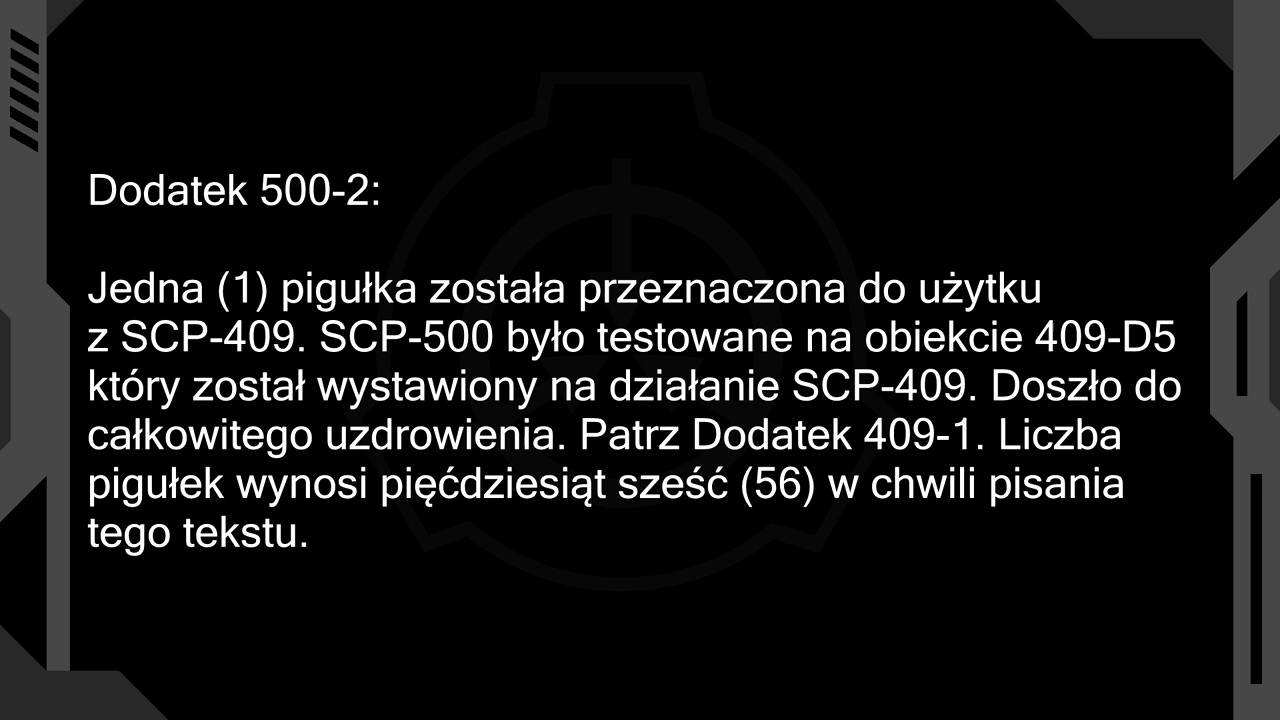 Dodatek 500-2:
Jedna (1) pigułka została przeznaczona do użytku
z SCP-409. SCP-500 było testowane na obiekcie 409-D5
który został wystawiony na działanie SCP-409. Doszło do
całkowitego uzdrowienia. Patrz Dodatek 409-1. Liczba
pigułek wynosi pięćdziesiąt sześć (56) w chwili pisania
tego tekstu.